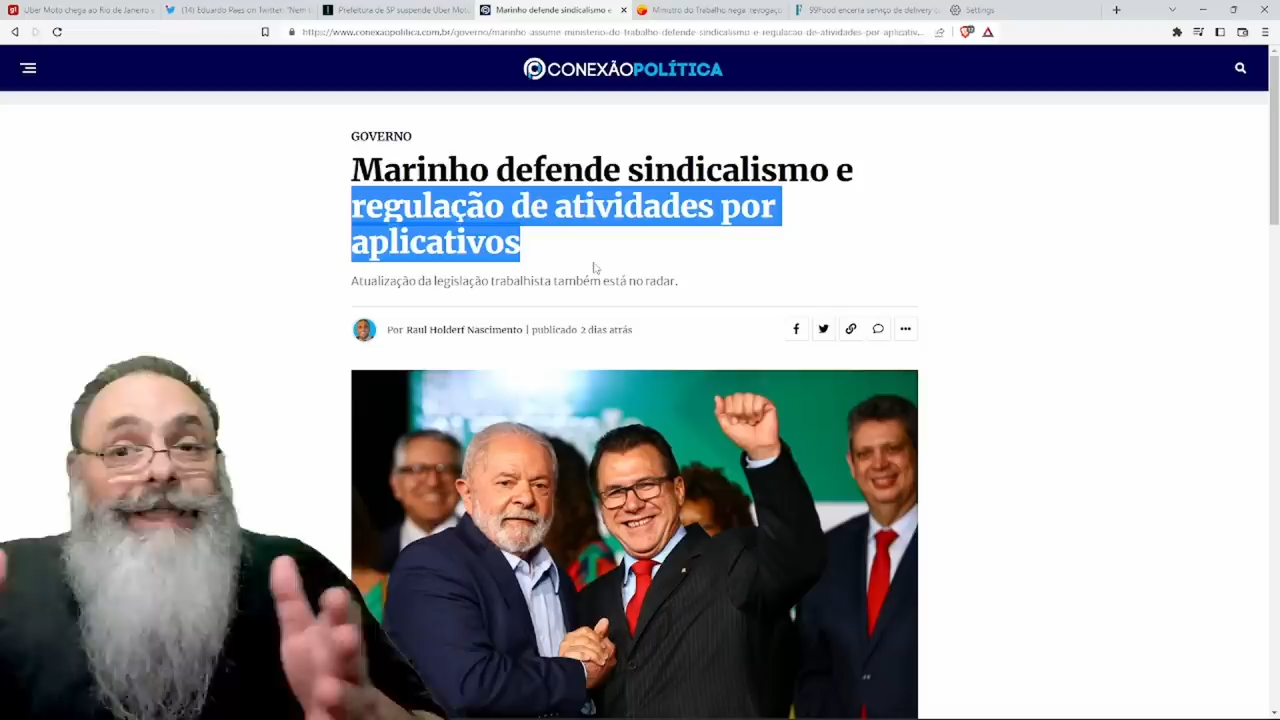 Uber Moto chega ao Rio de Janeiro
(14) Eduardo Paes on Twitter: "Nem
Prefeitura de SP suspende Uber Moto
Marinho defende sindicalismo e
Ministro do Trabalho nega revogaç
99Food encerra serviço de delivery
Settings
https://www.conexaopolitica.com.br/governo/marinho-assume-ministerio-do-trabalho-defende-sindicalismo-e-regulacao-de-atividades-por-aplicativ...
CONEXÃOPOLÍTICA
GOVERNO
Marinho defende sindicalismo e
regulação de atividades por
aplicativos
Atualização da legislação trabalhista também está no radar.
Por Raul Holderf Nascimento | publicado 2 dias atrás